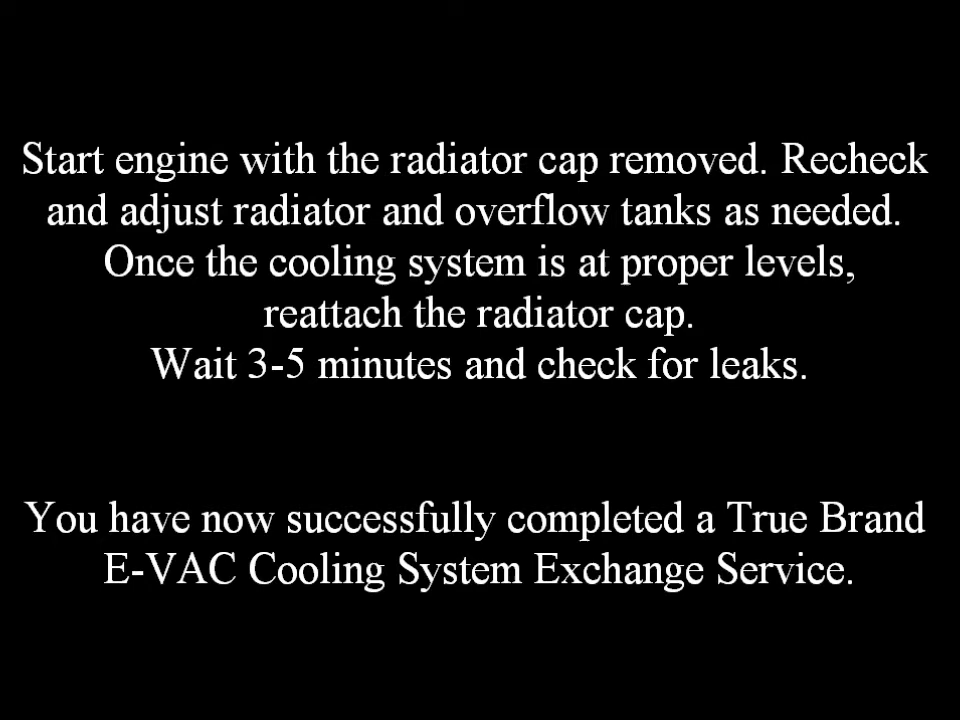 Start engine with the radiator cap removed. Recheck
and adjust radiator and overflow tanks as needed.
Once the cooling system is at proper levels,
reattach the radiator cap.
Wait 3-5 minutes and check for leaks.
You have now successfully completed a True Brand
E-VAC Cooling System Exchange Service.